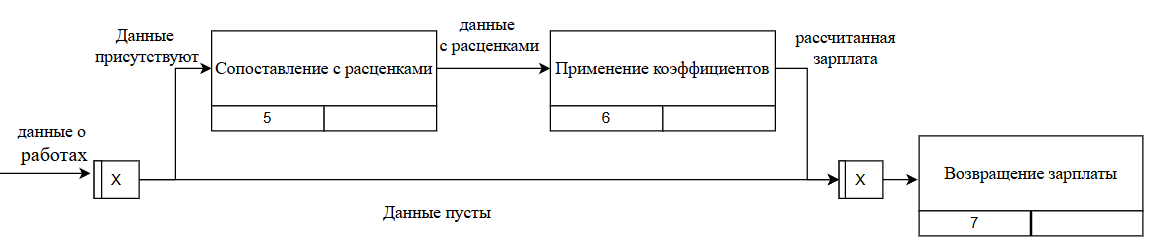 Данные
присутствуют
Сопоставление с расценками
5
данные
с расценками
Применение коэффициентов
6
рассчитанная
зарплата
данные о
работах
X
Данные пусты
X
Возвращение зарплаты
7